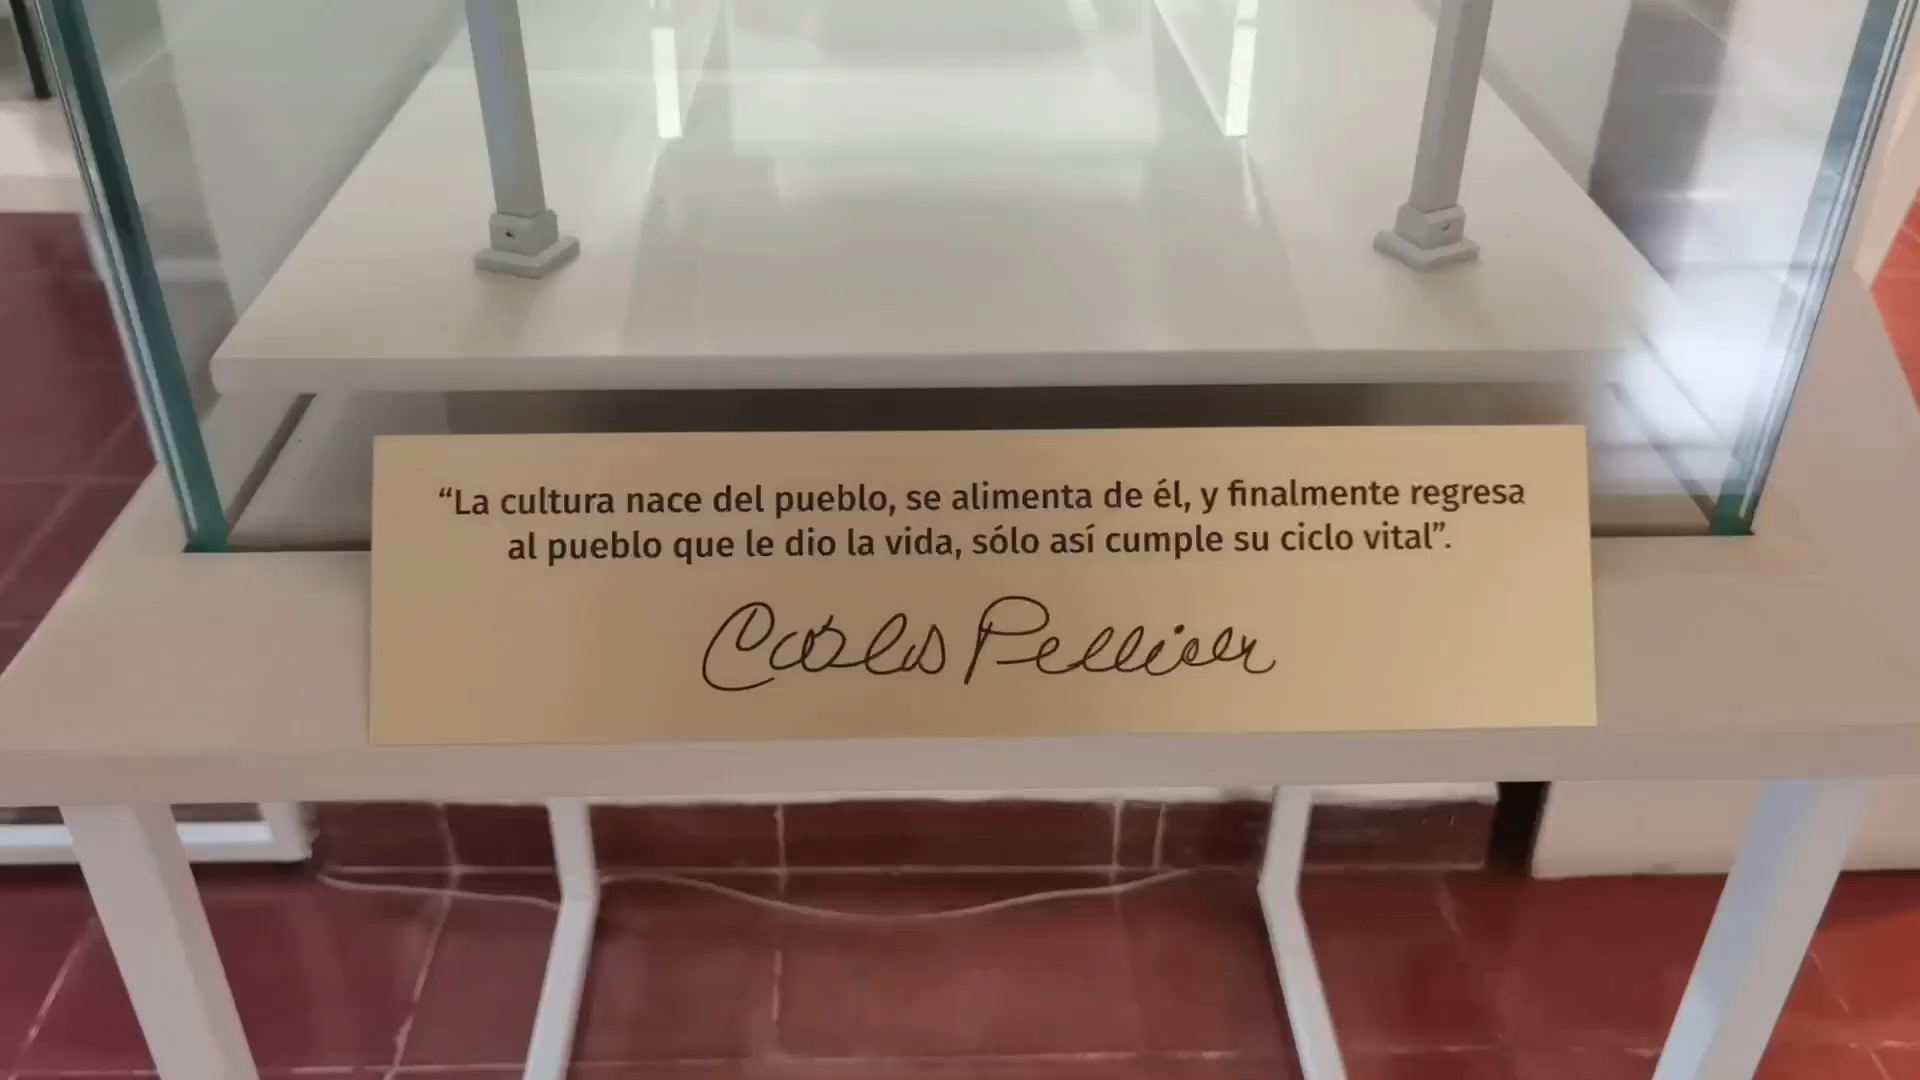 “La cultura nace del pueblo, se alimenta de él, y finalmente regresa
al pueblo que le dio la vida, sólo así cumple su ciclo vital”.
Carlos Pellicer